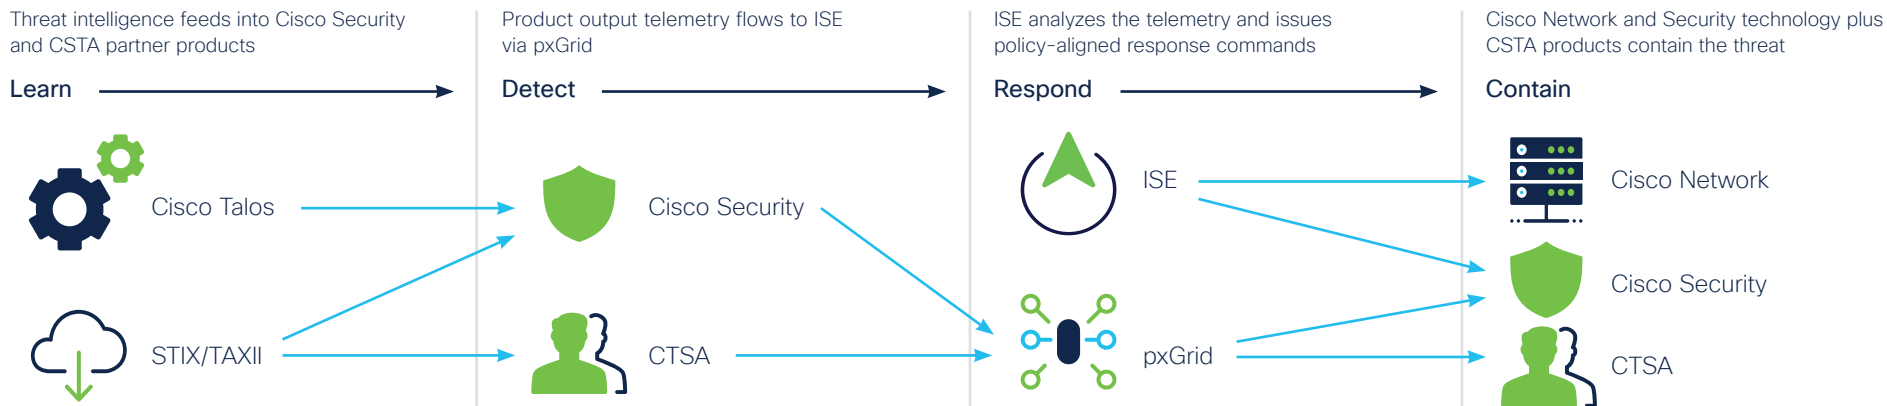 Threat intelligence feeds into Cisco Security
and CSTA partner products
Learn
Cisco Talos
STIX/TAXII
Product output telemetry flows to ISE
via pxGrid
Detect
Cisco Security
CTSA
ISE analyzes the telemetry and issues
policy-aligned response commands
Respond
ISE
pxGrid
Cisco Network and Security technology plus
CSTA products contain the threat
Contain
Cisco Network
Cisco Security
CTSA